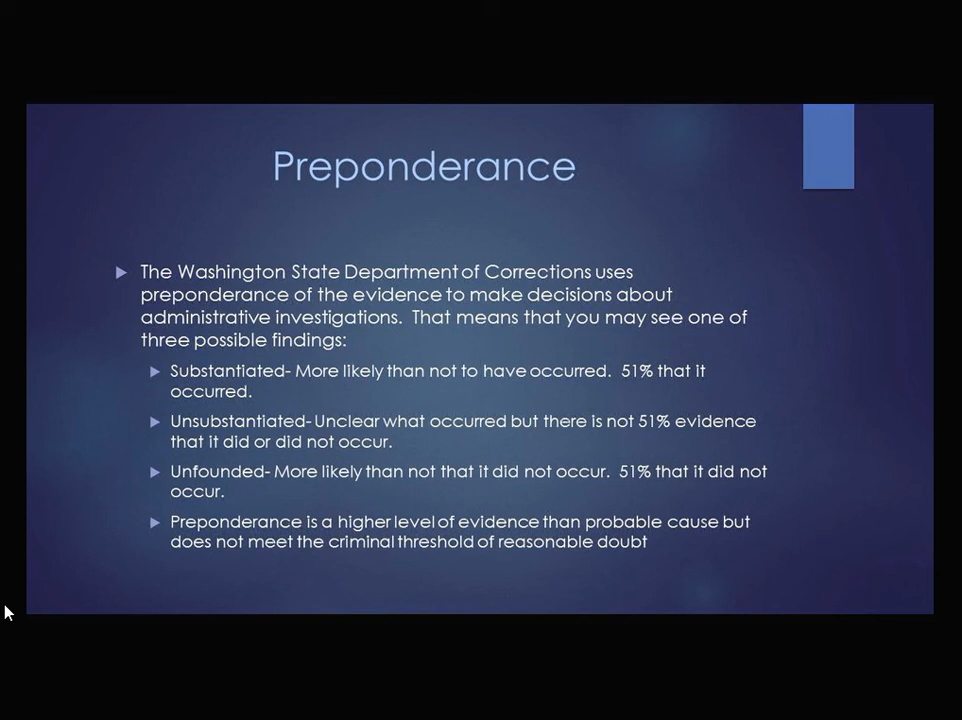 Preponderance
The Washington State Department of Corrections uses
preponderance of the evidence to make decisions about
administrative investigations.  That means that you may see one of
three possible findings:
Substantiated- More likely than not to have occurred.  51% that it
occurred.
Unsubstantiated- Unclear what occurred but there is not 51% evidence
that it did or did not occur.
Unfounded- More likely than not that it did not occur.  51% that it did not
occur.
Preponderance is a higher level of evidence than probable cause but
does not meet the criminal threshold of reasonable doubt